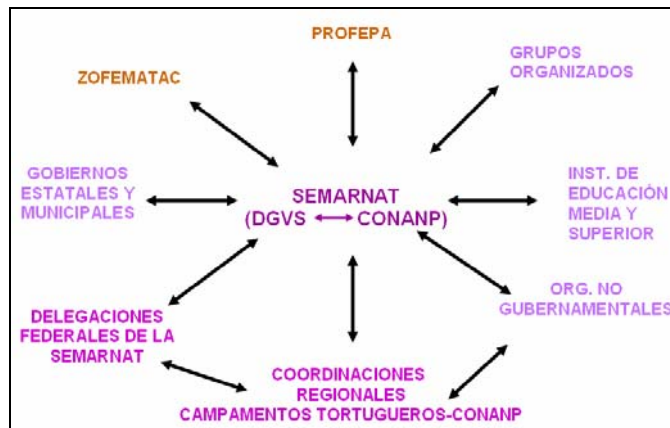 PROFEPA
GRUPOS
ORGANIZADOS
ZOFEMATAC
GOBIERNOS
ESTATALES Y
MUNICIPALES
SEMARNAT
(DGVS CONANP)
INST. DE
EDUCACIÓN
MEDIA Y
SUPERIOR
ORG. NO
GUBERNAMENTALES
DELEGACIONES
FEDERALES DE LA
SEMARNAT
COORDINACIONES
REGIONALES
CAMPAMENTOS TORTUGUEROS-CONANP